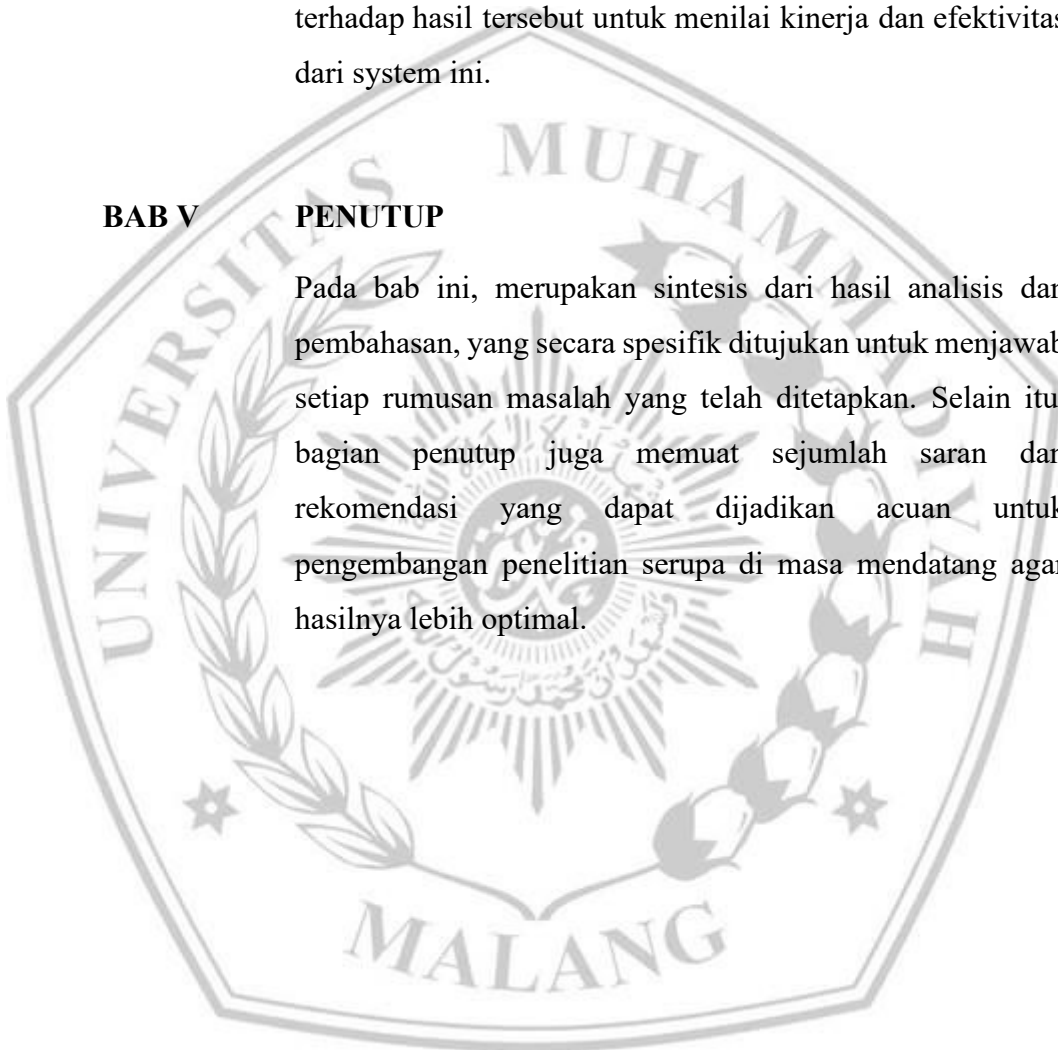 terhadap hasil tersebut untuk menilai kinerja dan efektivitas
dari system ini.
UNIVERSITAS MUHAMMADIYAH
BAB V PENUTUP
Pada bab ini, merupakan sintesis dari hasil analisis dan
pembahasan, yang secara spesifik ditujukan untuk menjawab
setiap rumusan masalah yang telah ditetapkan. Selain itu
bagian penutup juga memuat sejumlah saran dan
rekomendasi yang dapat dijadikan acuan untuk
pengembangan penelitian serupa di masa mendatang agar
hasilnya lebih optimal.
MALANG